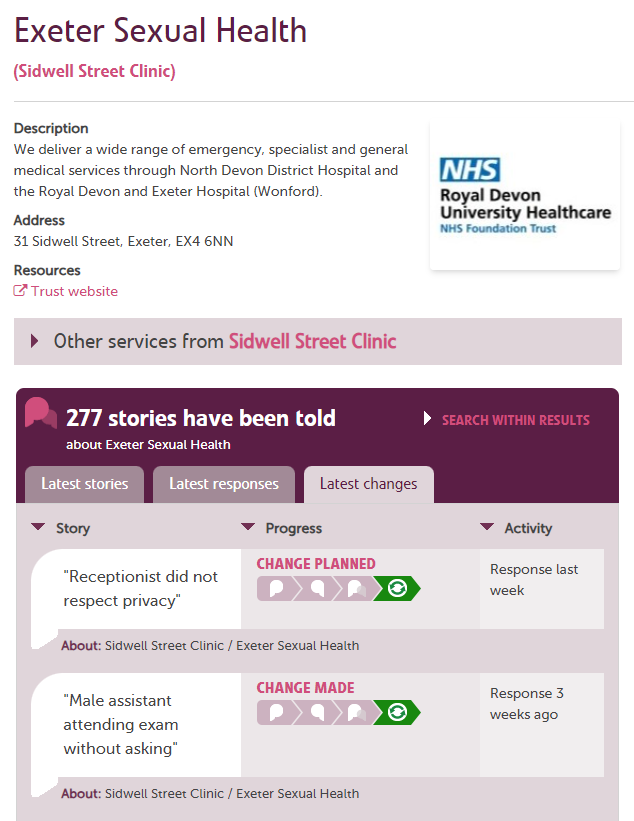 Exeter Sexual Health
(Sidwell Street Clinic)
Description
We deliver a wide range of emergency, specialist and general
medical services through North Devon District Hospital and
the Royal Devon and Exeter Hospital (Wonford).
Address
31 Sidwell Street, Exeter, EX4 6NN
Resources
Trust website
NHS
Royal Devon
University Healthcare
NHS Foundation Trust
Other services from Sidwell Street Clinic
277 stories have been told
about Exeter Sexual Health
SEARCH WITHIN RESULTS
Latest stories
Latest responses
Latest changes
Story
Progress
Activity
"Receptionist did not
respect privacy"
CHANGE PLANNED
Response last
week
About: Sidwell Street Clinic / Exeter Sexual Health
"Male assistant
attending exam
without asking"
CHANGE MADE
Response 3
weeks ago
About: Sidwell Street Clinic / Exeter Sexual Health